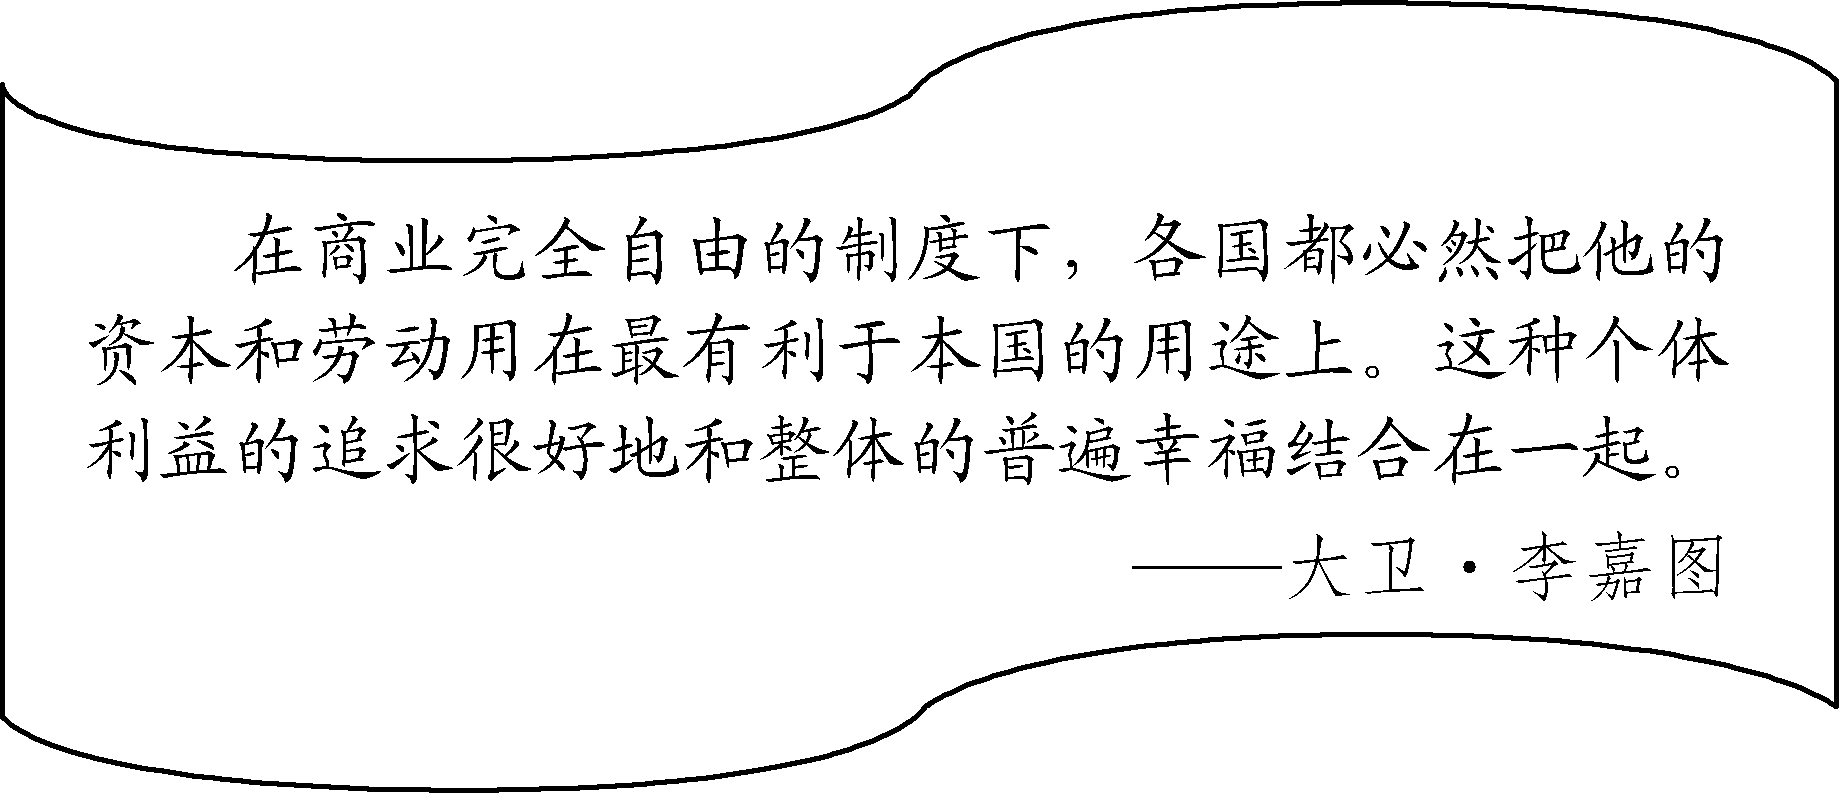 在商业完全自由的制度下，各国都必然把他的
资本和劳动用在最有利于本国的用途上。这种个体
利益的追求很好地和整体的普遍幸福结合在一起。
——大卫·李嘉图